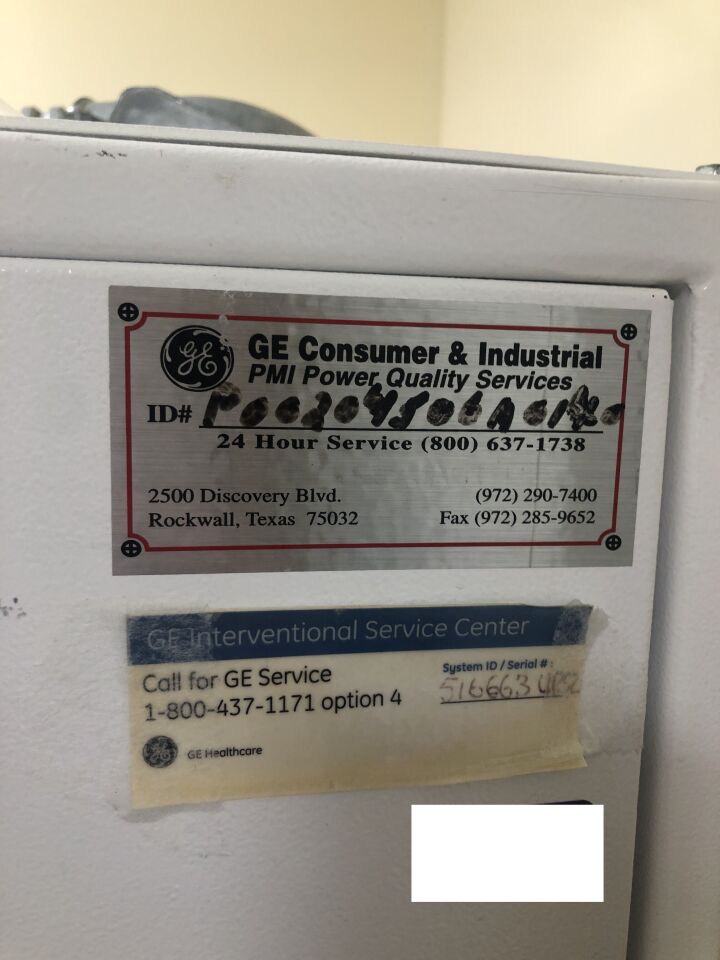 GE Consumer & Industrial
PMI Power Quality Services
ID#
24 Hour Service (800) 637-1738
2500 Discovery Blvd. (972) 290-7400
Rockwall, Texas 75032 Fax (972) 285-9652
GE Interventional Service Center
Call for GE Service System ID / Serial # :
1-800-437-1171 option 4
GE Healthcare